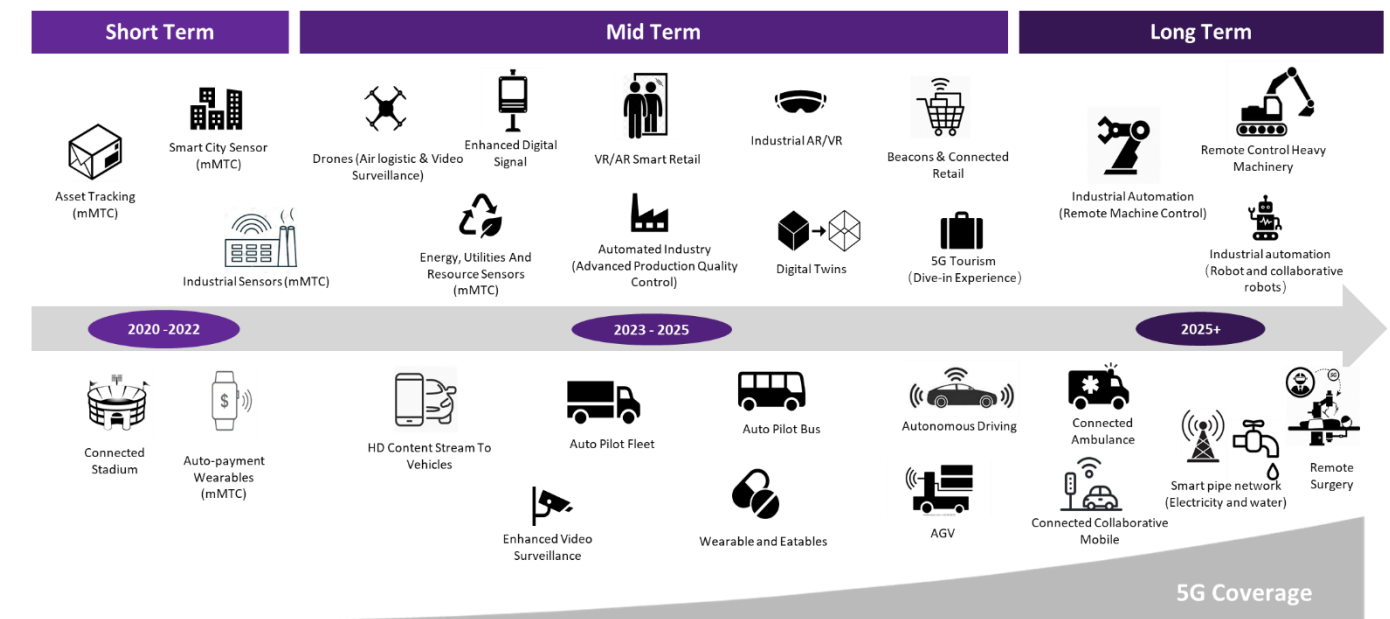 Short Term
Mid Term
Long Term
Asset Tracking
(mMTC)
Smart City Sensor
(mMTC)
Industrial Sensors (mMTC)
Drones (Air logistic & Video
Surveillance)
Enhanced Digital
Signal
VR/AR Smart Retail
Industrial AR/VR
Beacons & Connected
Retail
Energy, Utilities And
Resource Sensors
(mMTC)
Automated Industry
(Advanced Production Quality
Control)
Digital Twins
5G Tourism
(Dive-in Experience)
Industrial Automation
(Remote Machine Control)
Remote Control Heavy
Machinery
Industrial automation
(Robot and collaborative
robots)
2020 -2022
2023 - 2025
2025+
$
Connected
Stadium
Auto-payment
Wearables
(mMTC)
HD Content Stream To
Vehicles
Auto Pilot Fleet
Auto Pilot Bus
Autonomous Driving
Enhanced Video
Surveillance
Wearable and Eatables
AGV
Connected
Ambulance
Connected Collaborative
Mobile
Smart pipe network
(Electricity and water)
5G
Remote
Surgery
5G Coverage